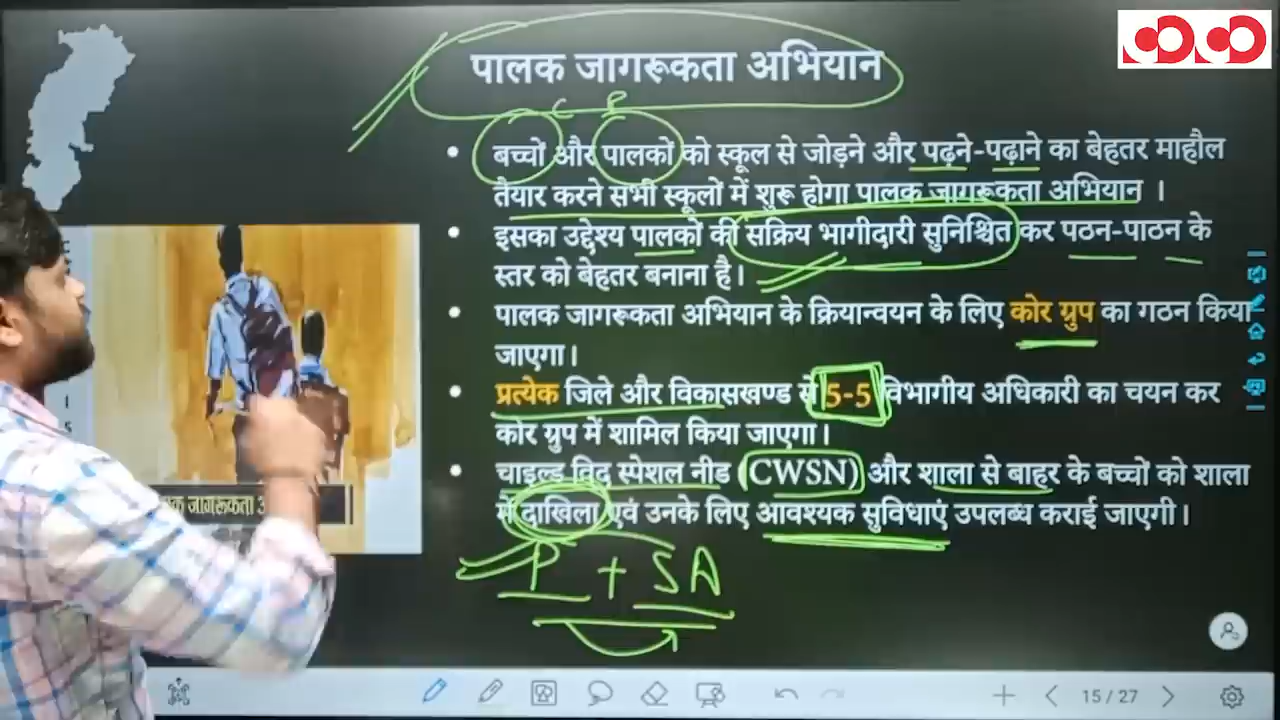 पालक जागरूकता अभियान
C P
• बच्चों और पालकों को स्कूल से जोड़ने और पढ़ने-पढ़ाने का बेहतर माहौल
तैयार करने सभी स्कूलों में शुरू होगा पालक जागरूकता अभियान ।
• इसका उद्देश्य पालकों की सक्रिय भागीदारी सुनिश्चित कर पठन-पाठन के
स्तर को बेहतर बनाना है।
• पालक जागरूकता अभियान के क्रियान्वयन के लिए कोर ग्रुप का गठन किया
जाएगा।
• प्रत्येक जिले और विकासखण्ड से 5-5 विभागीय अधिकारी का चयन कर
कोर ग्रुप में शामिल किया जाएगा।
• चाइल्ड विद स्पेशल नीड (CWSN) और शाला से बाहर के बच्चों को शाला
में दाखिला एवं उनके लिए आवश्यक सुविधाएं उपलब्ध कराई जाएगी।
जागरूकता
P + SA
15 / 27